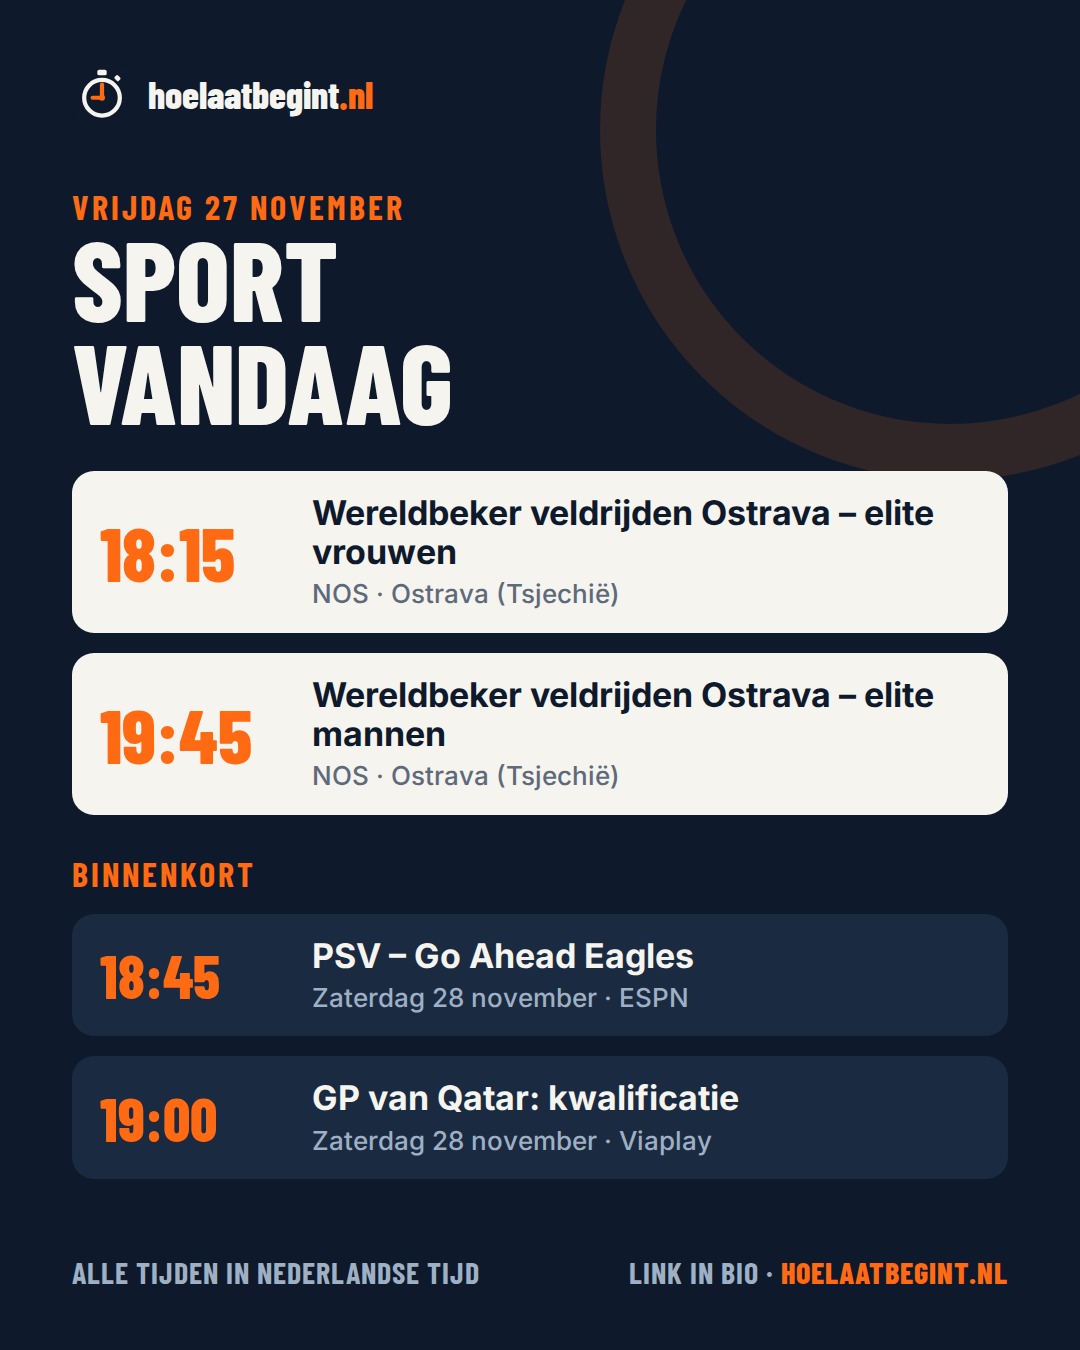 hoelaatbegint.nl
VRIJDAG 27 NOVEMBER
SPORT
VANDAAG
18:15
Wereldbeker veldrijden Ostrava – elite
vrouwen
NOS · Ostrava (Tsjechië)
19:45
Wereldbeker veldrijden Ostrava – elite
mannen
NOS · Ostrava (Tsjechië)
BINNENKORT
18:45
PSV – Go Ahead Eagles
Zaterdag 28 november · ESPN
19:00
GP van Qatar: kwalificatie
Zaterdag 28 november · Viaplay
ALLE TIJDEN IN NEDERLANDSE TIJD
LINK IN BIO · HOELAATBEGINT.NL